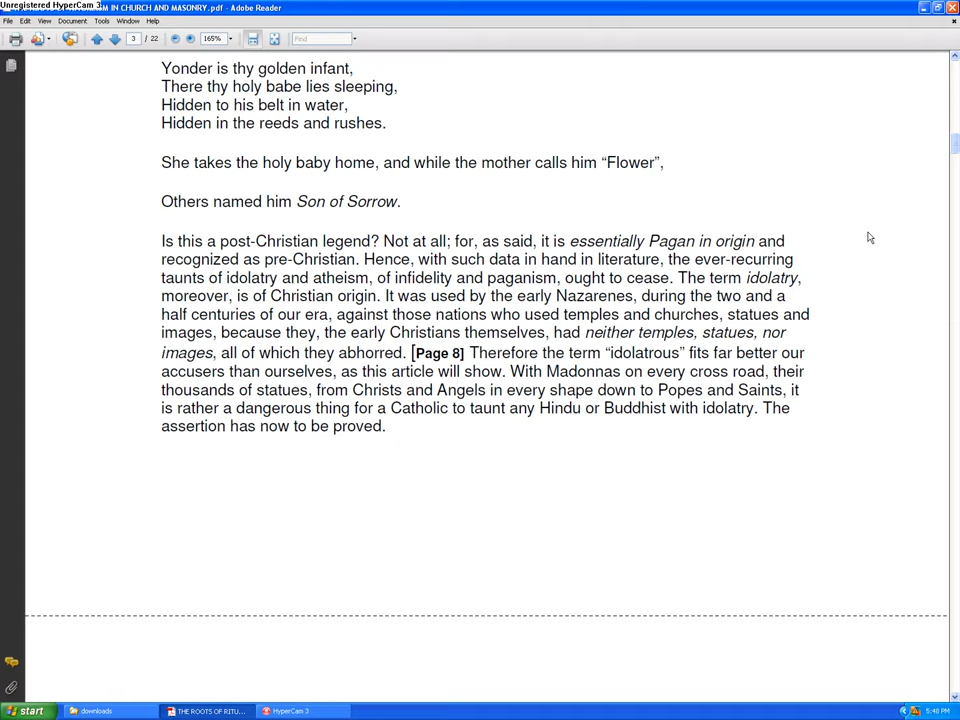 Unregistered HyperCam 3
M IN CHURCH AND MASONRY.pdf - Adobe Reader
File Edit View Document Tools Window Help
3 / 22 165% Find
Yonder is thy golden infant,
There thy holy babe lies sleeping,
Hidden to his belt in water,
Hidden in the reeds and rushes.
She takes the holy baby home, and while the mother calls him “Flower”,
Others named him Son of Sorrow.
Is this a post-Christian legend? Not at all; for, as said, it is essentially Pagan in origin and
recognized as pre-Christian. Hence, with such data in hand in literature, the ever-recurring
taunts of idolatry and atheism, of infidelity and paganism, ought to cease. The term idolatry,
moreover, is of Christian origin. It was used by the early Nazarenes, during the two and a
half centuries of our era, against those nations who used temples and churches, statues and
images, because they, the early Christians themselves, had neither temples, statues, nor
images, all of which they abhorred. [Page 8] Therefore the term “idolatrous” fits far better our
accusers than ourselves, as this article will show. With Madonnas on every cross road, their
thousands of statues, from Christs and Angels in every shape down to Popes and Saints, it
is rather a dangerous thing for a Catholic to taunt any Hindu or Buddhist with idolatry. The
assertion has now to be proved.
start downloads THE ROOTS OF RITU... HyperCam 3 5:48 PM